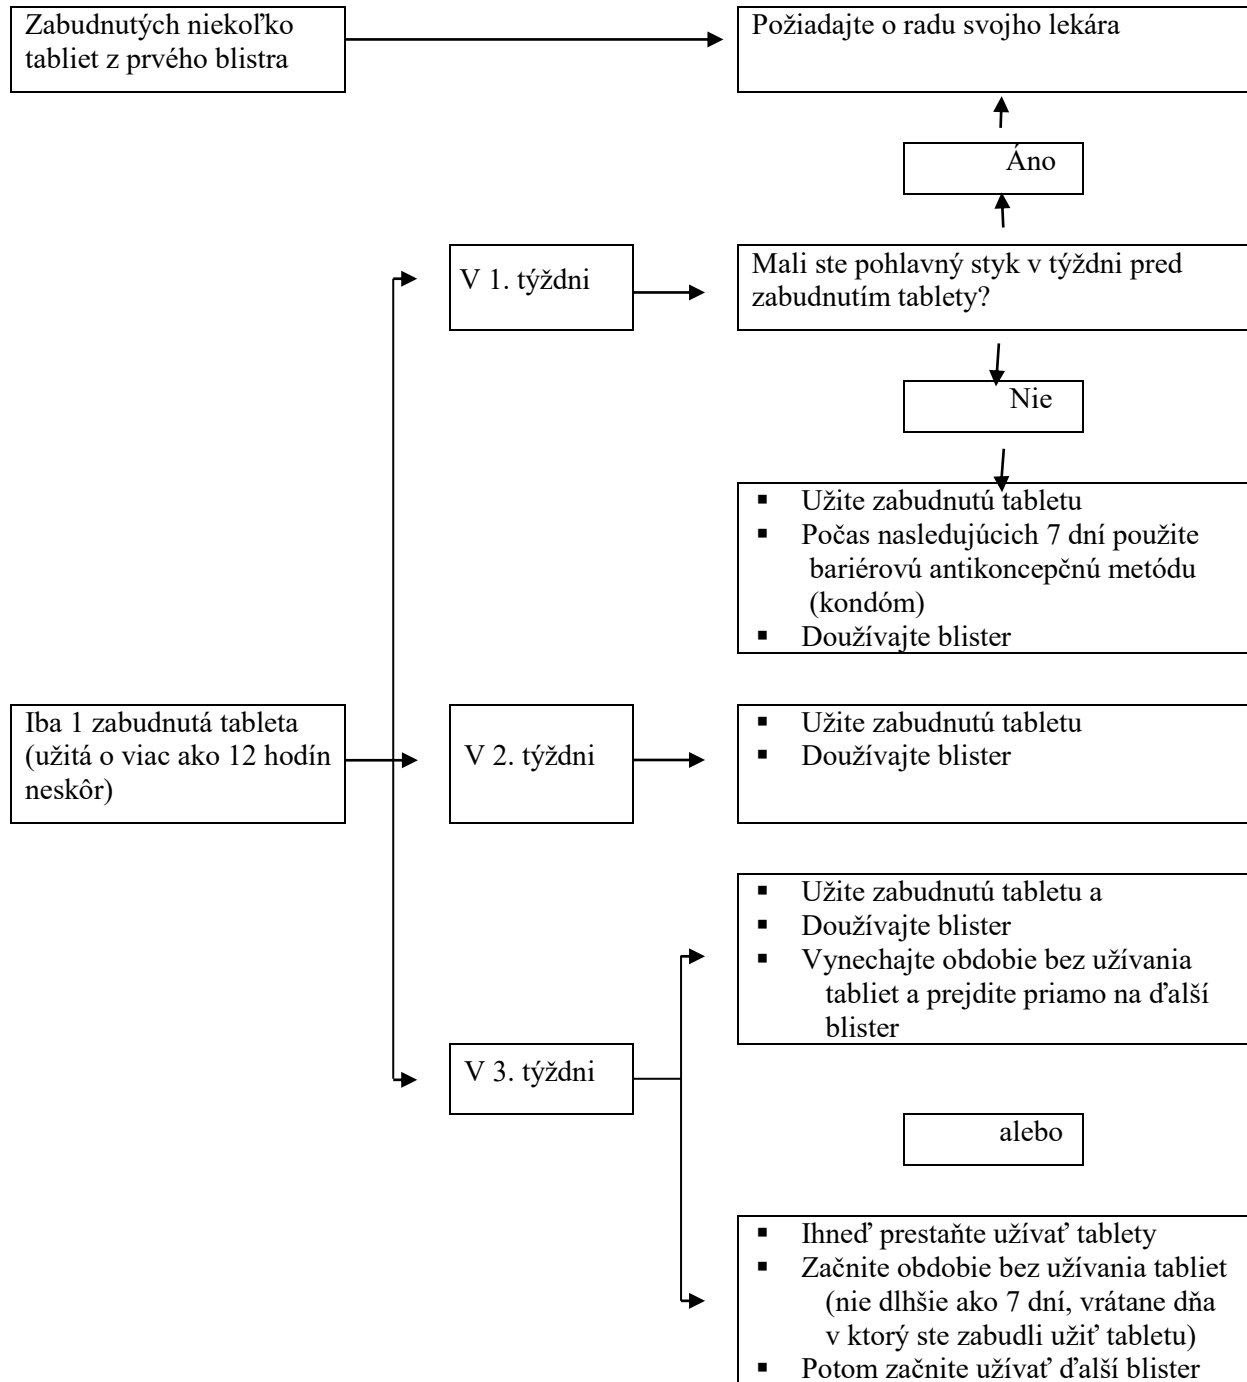 Zabudnutých niekoľko
tabliet z prvého blistra
Požiadajte o radu svojho lekára
Áno
V 1. týždni
Mali ste pohlavný styk v týždni pred
zabudnutím tablety?
Nie
▪ Užite zabudnutú tabletu
▪ Počas nasledujúcich 7 dní použite
bariérovú antikoncepčnú metódu
(kondóm)
▪ Doužívajte blister
Iba 1 zabudnutá tableta
(užitá o viac ako 12 hodín
neskôr)
V 2. týždni
▪ Užite zabudnutú tabletu
▪ Doužívajte blister
▪ Užite zabudnutú tabletu a
▪ Doužívajte blister
▪ Vynechajte obdobie bez užívania
tabliet a prejdite priamo na ďalší
blister
V 3. týždni
alebo
▪ Ihneď prestaňte užívať tablety
▪ Začnite obdobie bez užívania tabliet
(nie dlhšie ako 7 dní, vrátane dňa
v ktorý ste zabudli užiť tabletu)
▪ Potom začnite užívať ďalší blister